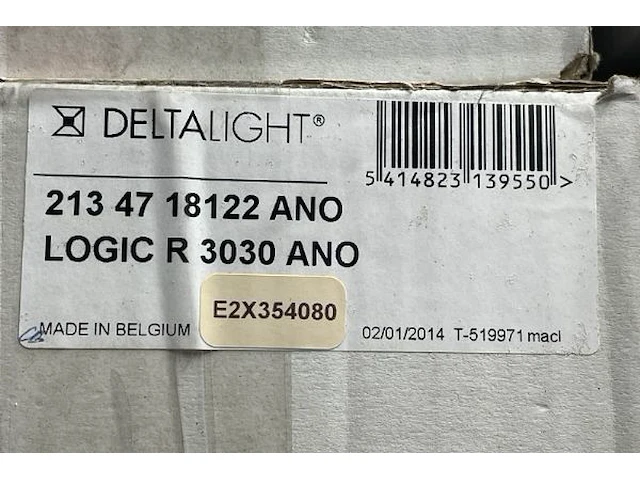 DELTALIGHT®
5 414823 139550 >
213 47 18122 ANO
LOGIC R 3030 ANO
E2X354080
MADE IN BELGIUM
02/01/2014 T-519971 macl